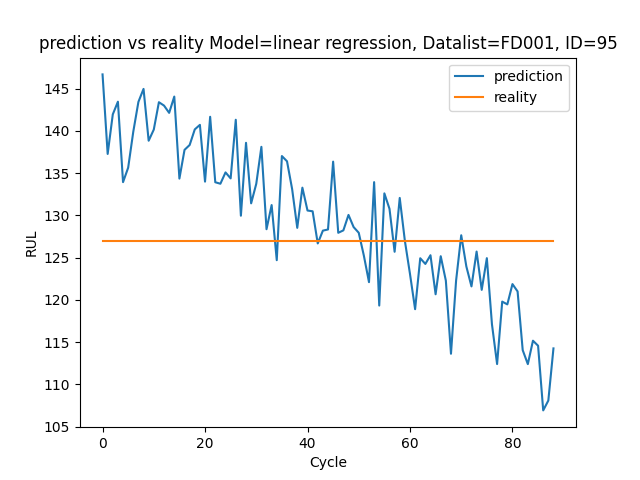 prediction vs reality Model=linear regression, Datalist=FD001, ID=95
prediction
reality
145
140
135
130
125
120
115
110
105
RUL
0 20 40 60 80
Cycle